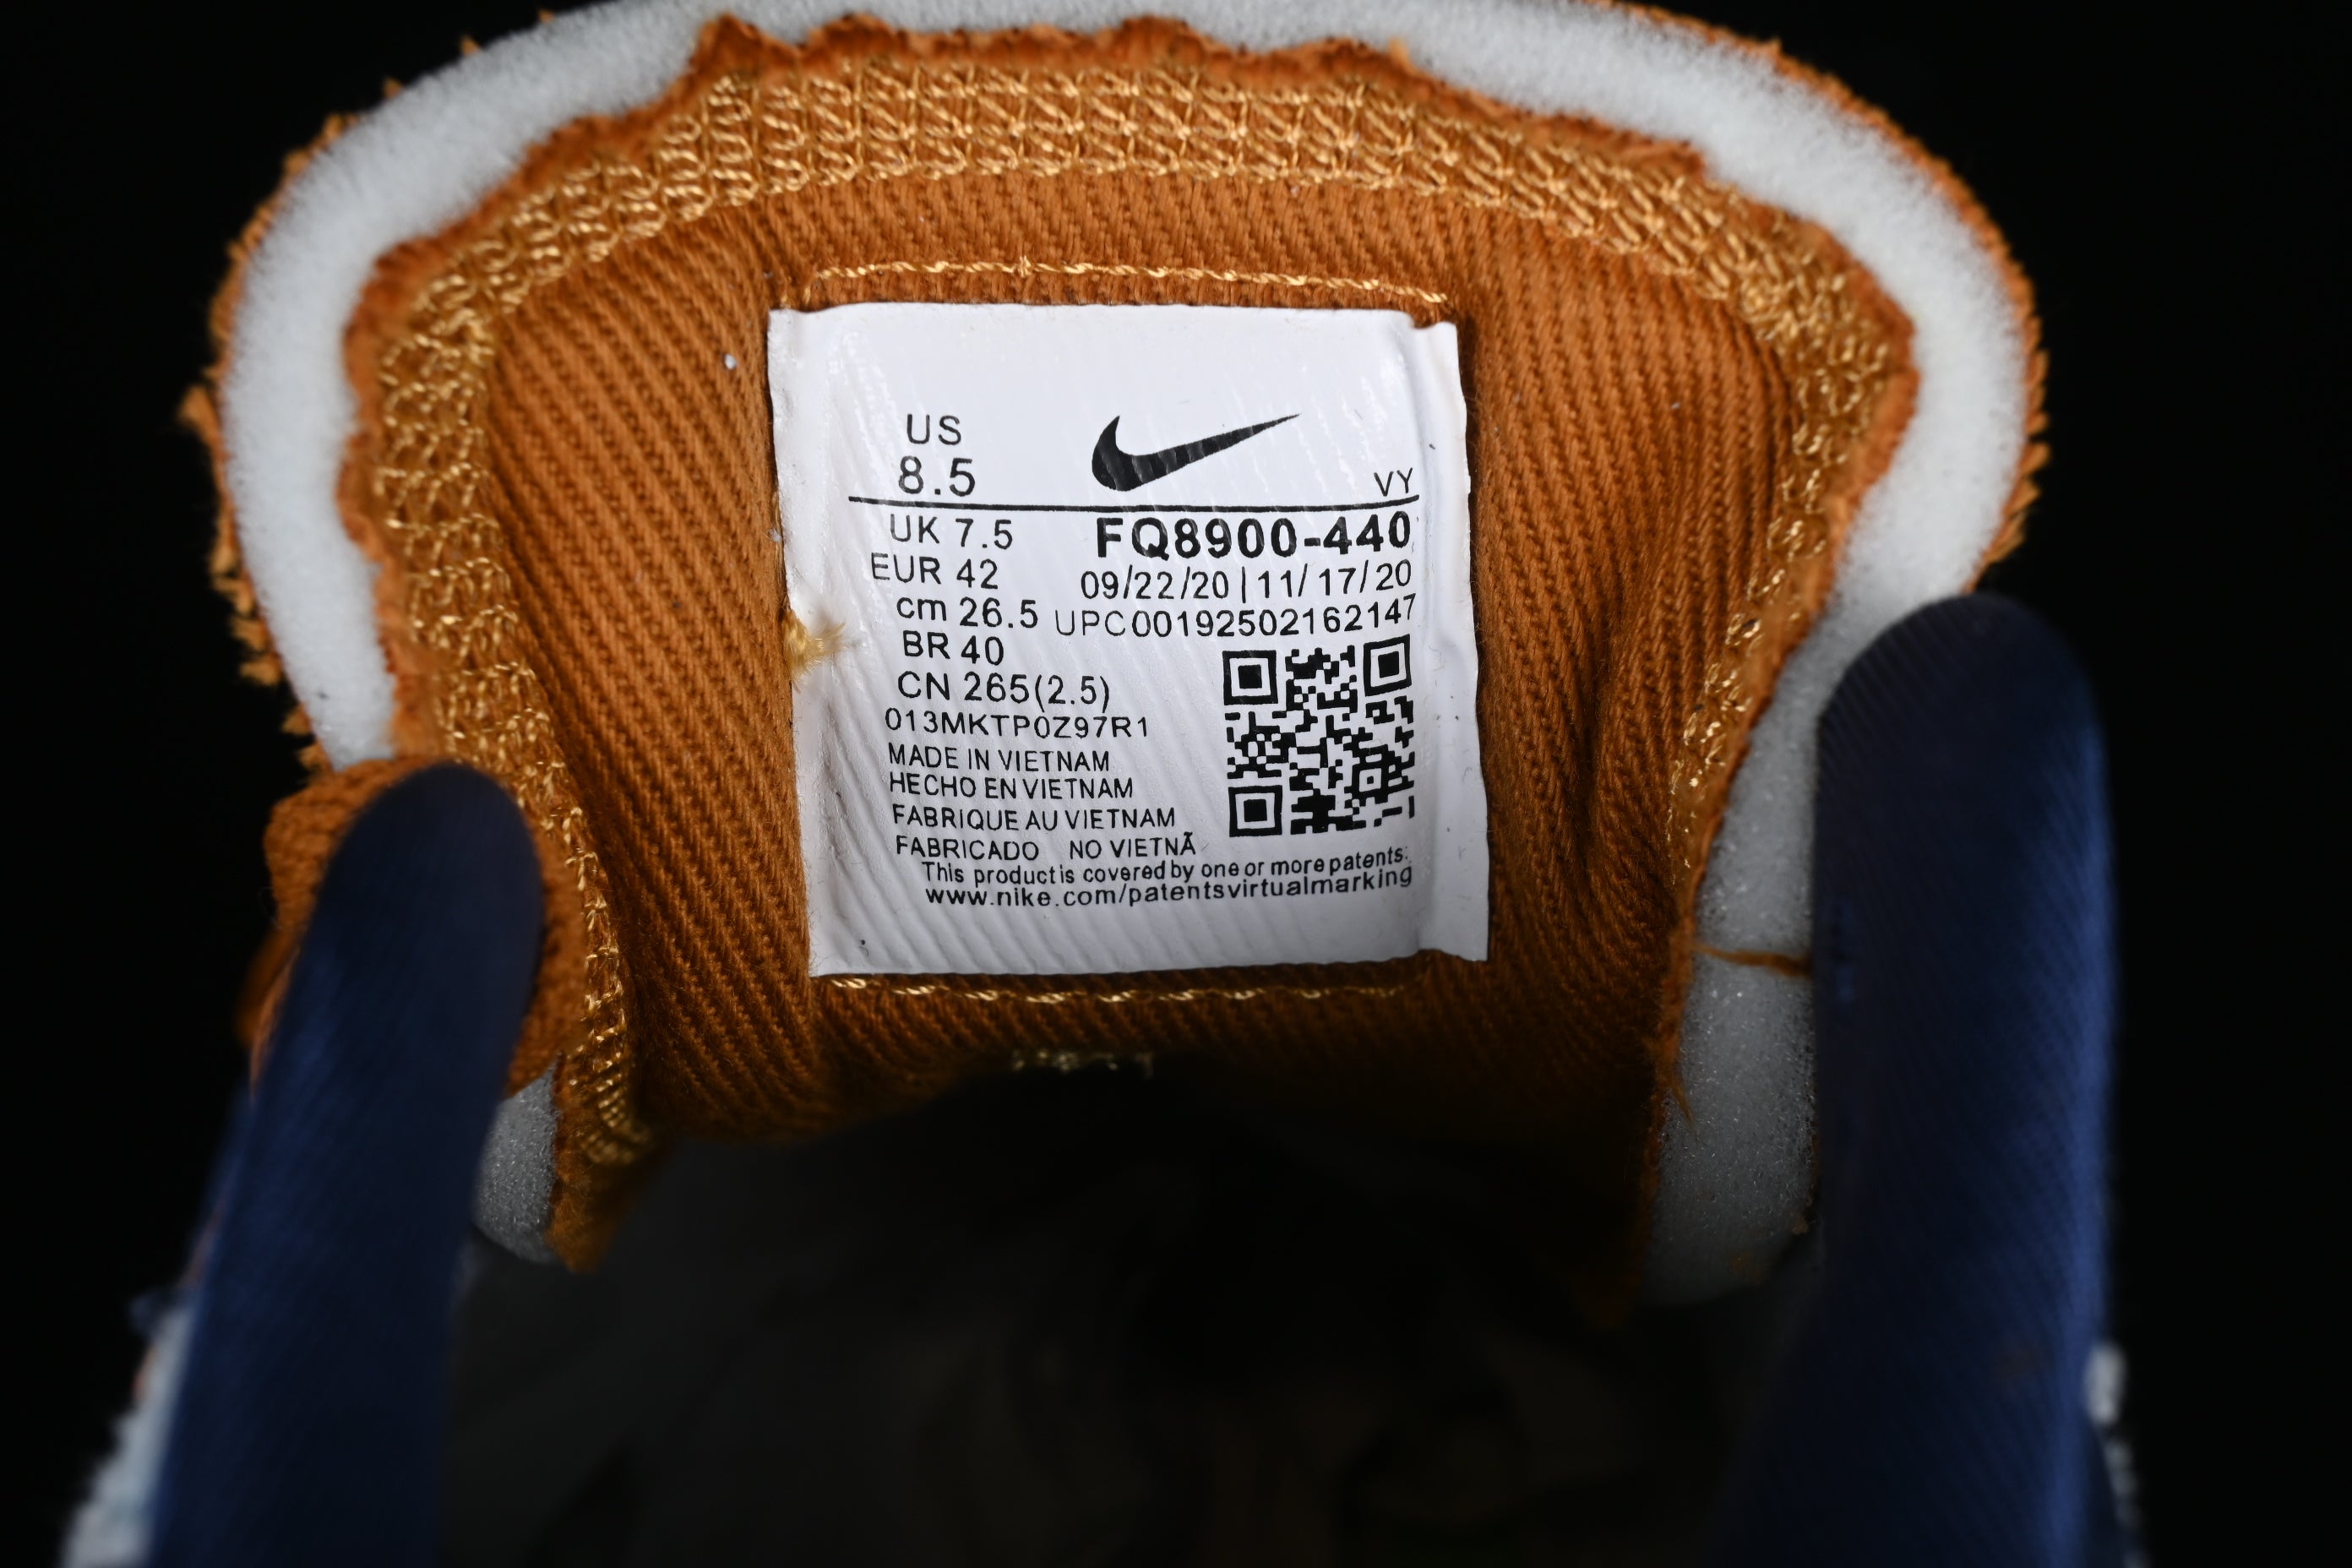 US
8.5
VY
UK 7.5 FQ8900-440
EUR 42 09/22/20 | 11/17/20
cm 26.5 UPC00192502162147
BR 40
CN 265(2.5)
013MKTP0Z97R1
MADE IN VIETNAM
HECHO EN VIETNAM
FABRIQUE AU VIETNAM
FABRICADO NO VIETNÃ
This product is covered by one or more patents.
www.nike.com/patentsvirtualmarking